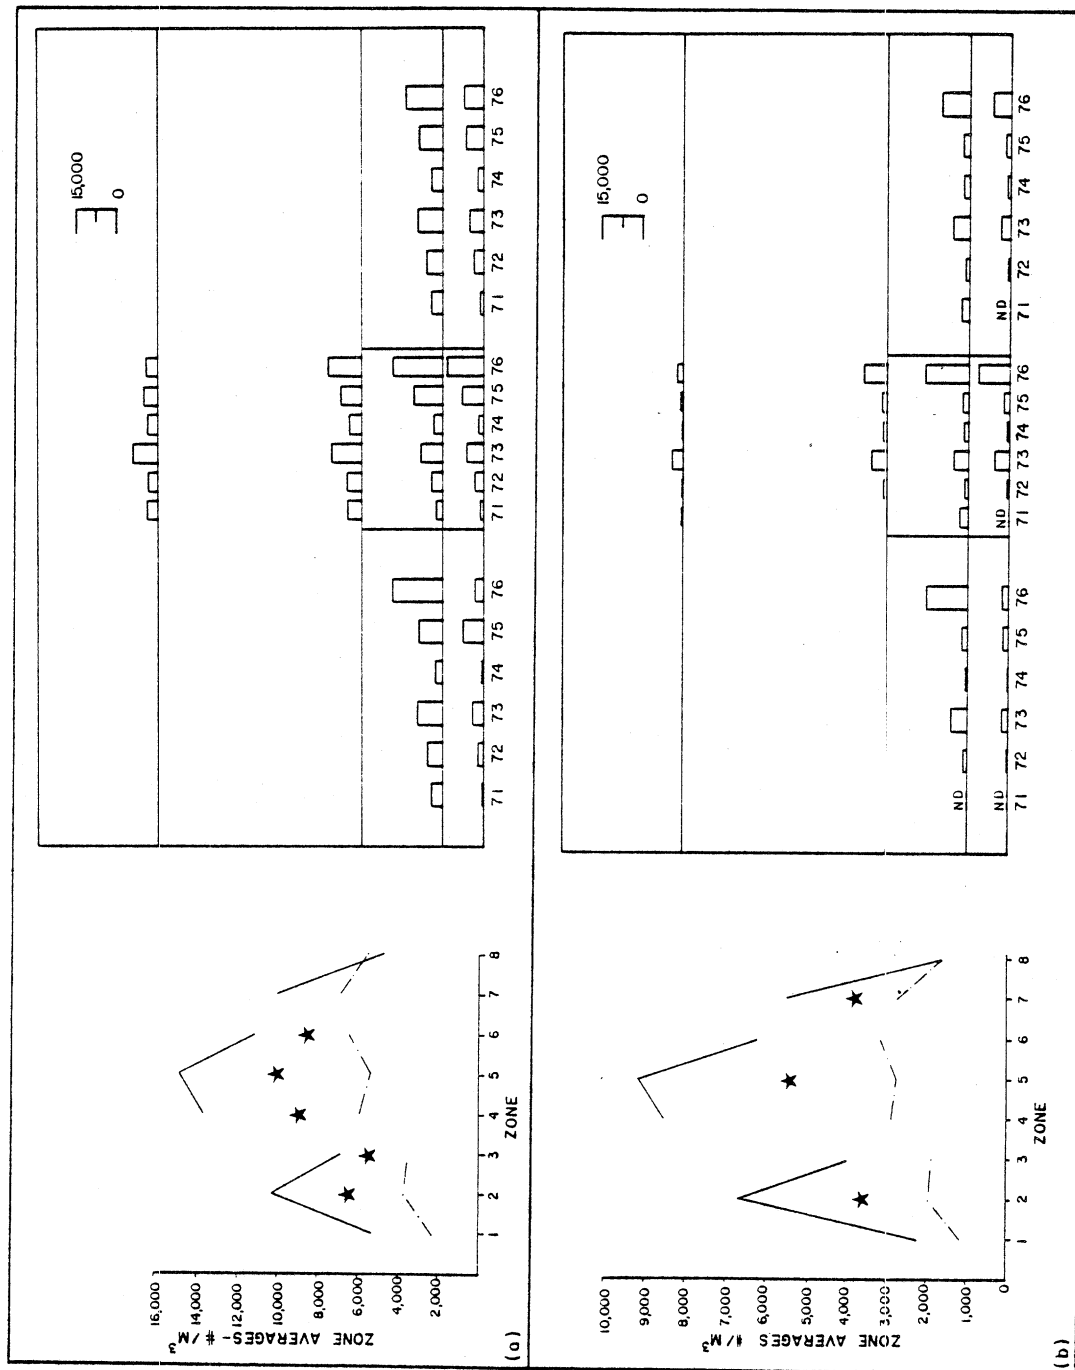 16,000
14,000
12,000
10,000
8,000
6,000
4,000
2,000
ZONE AVERAGES - #/M³
1 2 3 4 5 6 7 8
ZONE
15,000
0
71 72 73 74 75 76 71 72 73 74 75 76 71 72 73 74 75 76
(a)
10,000
9,000
8,000
7,000
6,000
5,000
4,000
3,000
2,000
1,000
0
ZONE AVERAGES #/M³
1 2 3 4 5 6 7 8
ZONE
15,000
0
ND
ND ND ND
71 72 73 74 75 76 71 72 73 74 75 76 71 72 73 74 75 76
(b)